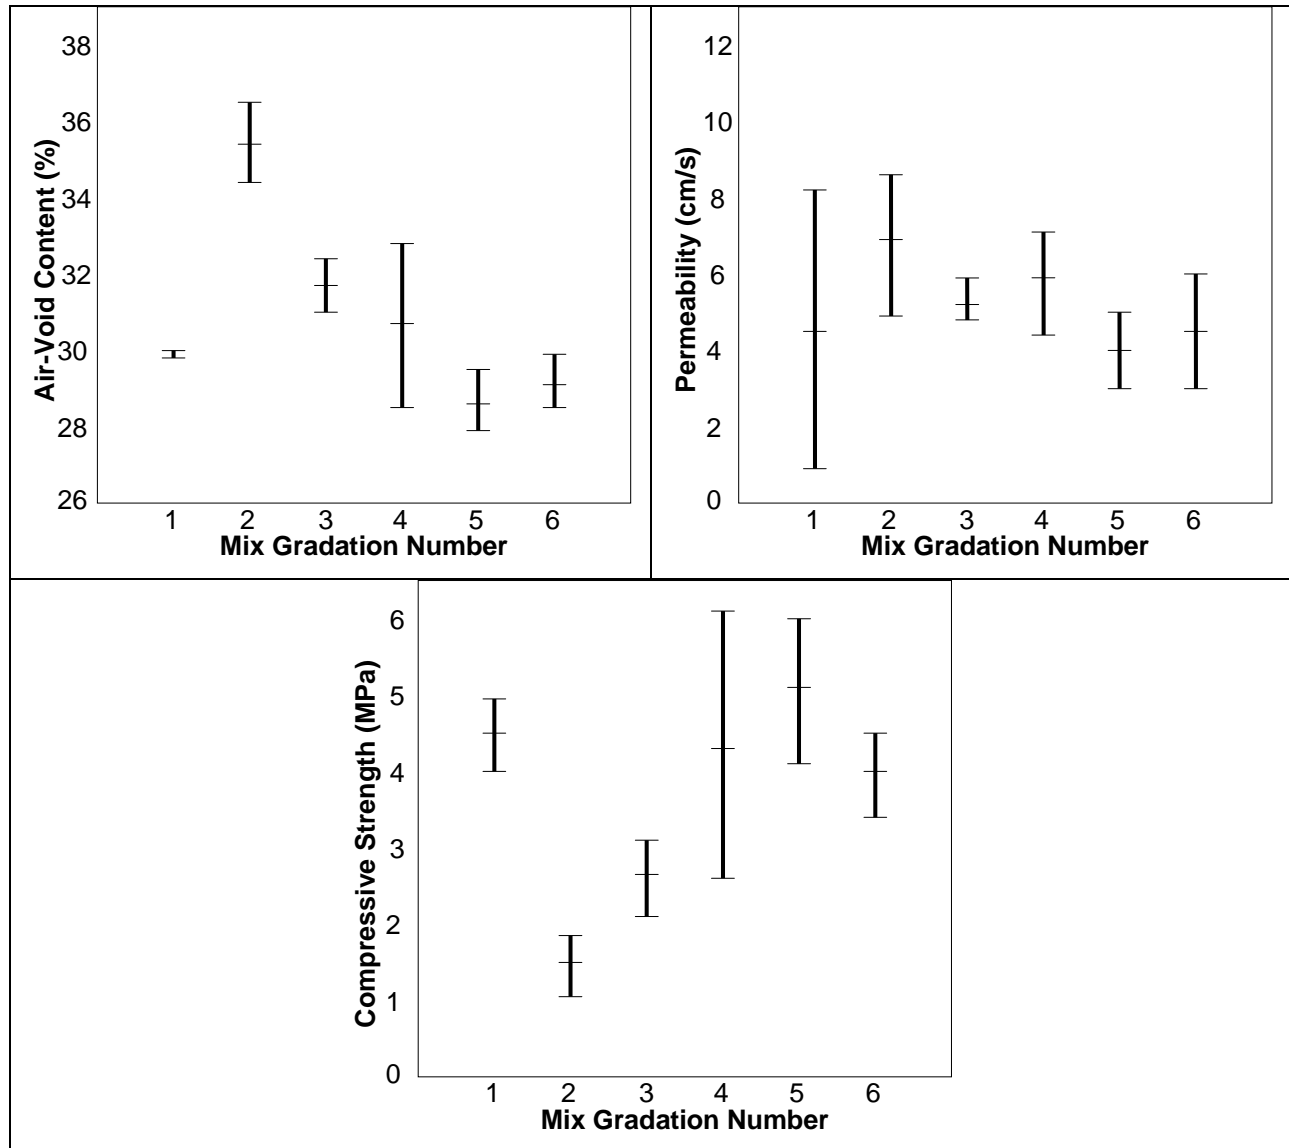 38
36
34
32
30
28
26
Air-Void Content (%)
1 2 3 4 5 6
Mix Gradation Number
12
10
8
6
4
2
0
Permeability (cm/s)
1 2 3 4 5 6
Mix Gradation Number
6
5
4
3
2
1
0
Compressive Strength (MPa)
1 2 3 4 5 6
Mix Gradation Number